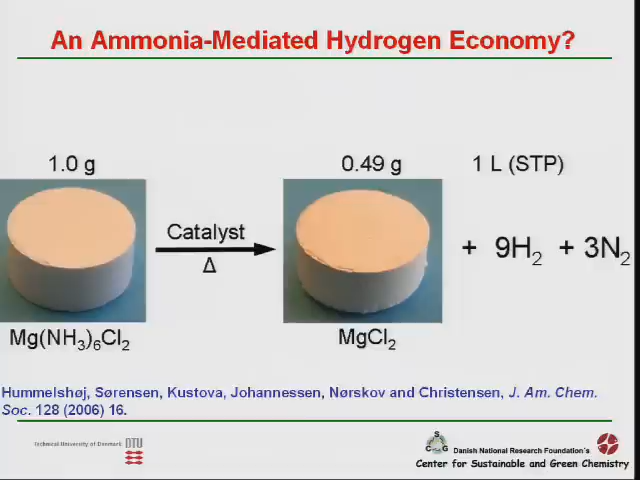 An Ammonia-Mediated Hydrogen Economy?
1.0 g
0.49 g
1 L (STP)
Catalyst
Δ
+ 9H₂ + 3N₂
Mg(NH₃)₆Cl₂
MgCl₂
Hummelshøj, Sørensen, Kustova, Johannessen, Nørskov and Christensen, J. Am. Chem.
Soc. 128 (2006) 16.
Technical University of Denmark DTU
S
C G
Danish National Research Foundation's
Center for Sustainable and Green Chemistry